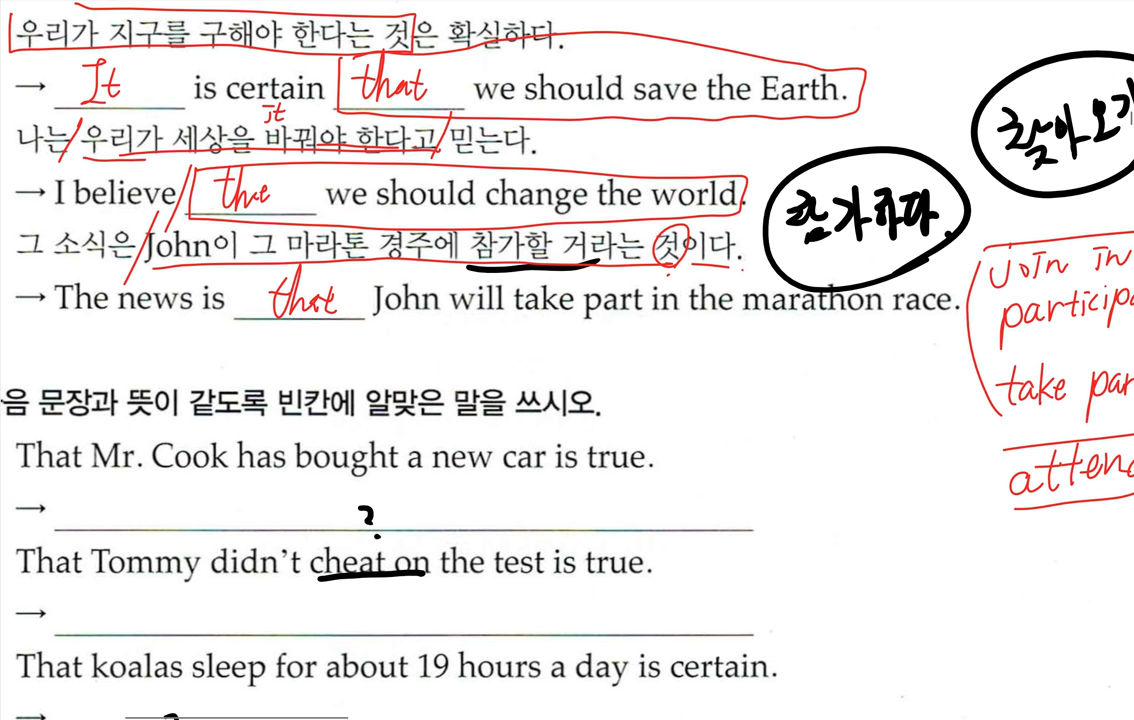 우리가 지구를 구해야 한다는 것은 확실하다.
→ It is certain that we should save the Earth.
it
나는/우리가 세상을 바꿔야 한다고/믿는다.
찾아오
→ I believe/ that we should change the world.
참가하다.
그 소식은/John이 그 마라톤 경주에 참가할 거라는 것이다.
→ The news is that John will take part in the marathon race.
join in
particip
take par
음 문장과 뜻이 같도록 빈칸에 알맞은 말을 쓰시오.
That Mr. Cook has bought a new car is true.
atten
→ ?
That Tommy didn't cheat on the test is true.
→
That koalas sleep for about 19 hours a day is certain.
→